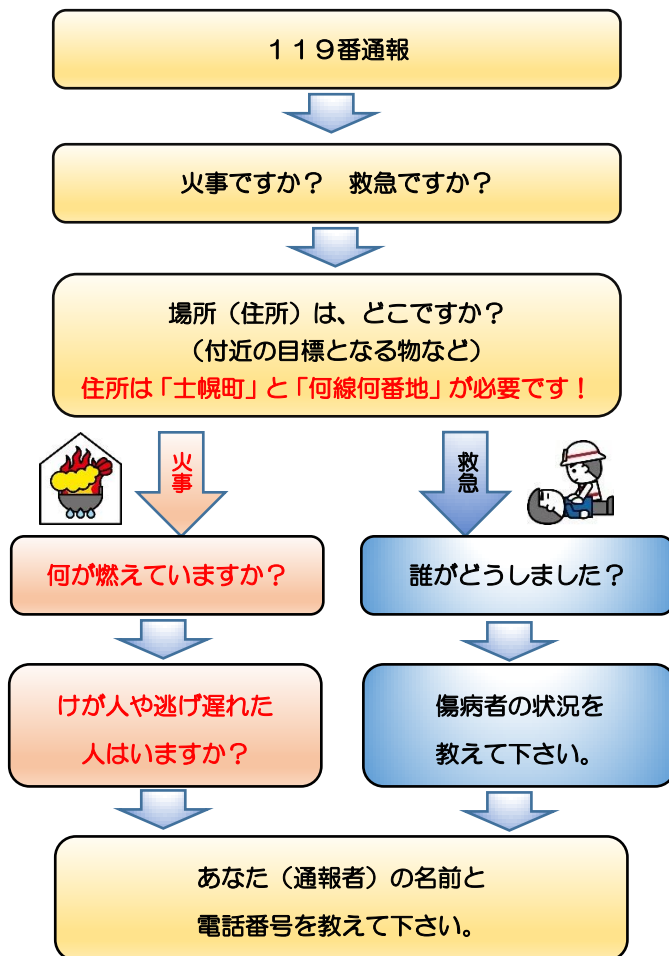 １１９番通報
火事ですか？　救急ですか？
場所（住所）は、どこですか？
（付近の目標となる物など）
住所は「士幌町」と「何線何番地」が必要です！
火事
救急
何が燃えていますか？
誰がどうしました？
けが人や逃げ遅れた
人はいますか？
傷病者の状況を
教えて下さい。
あなた（通報者）の名前と
電話番号を教えて下さい。